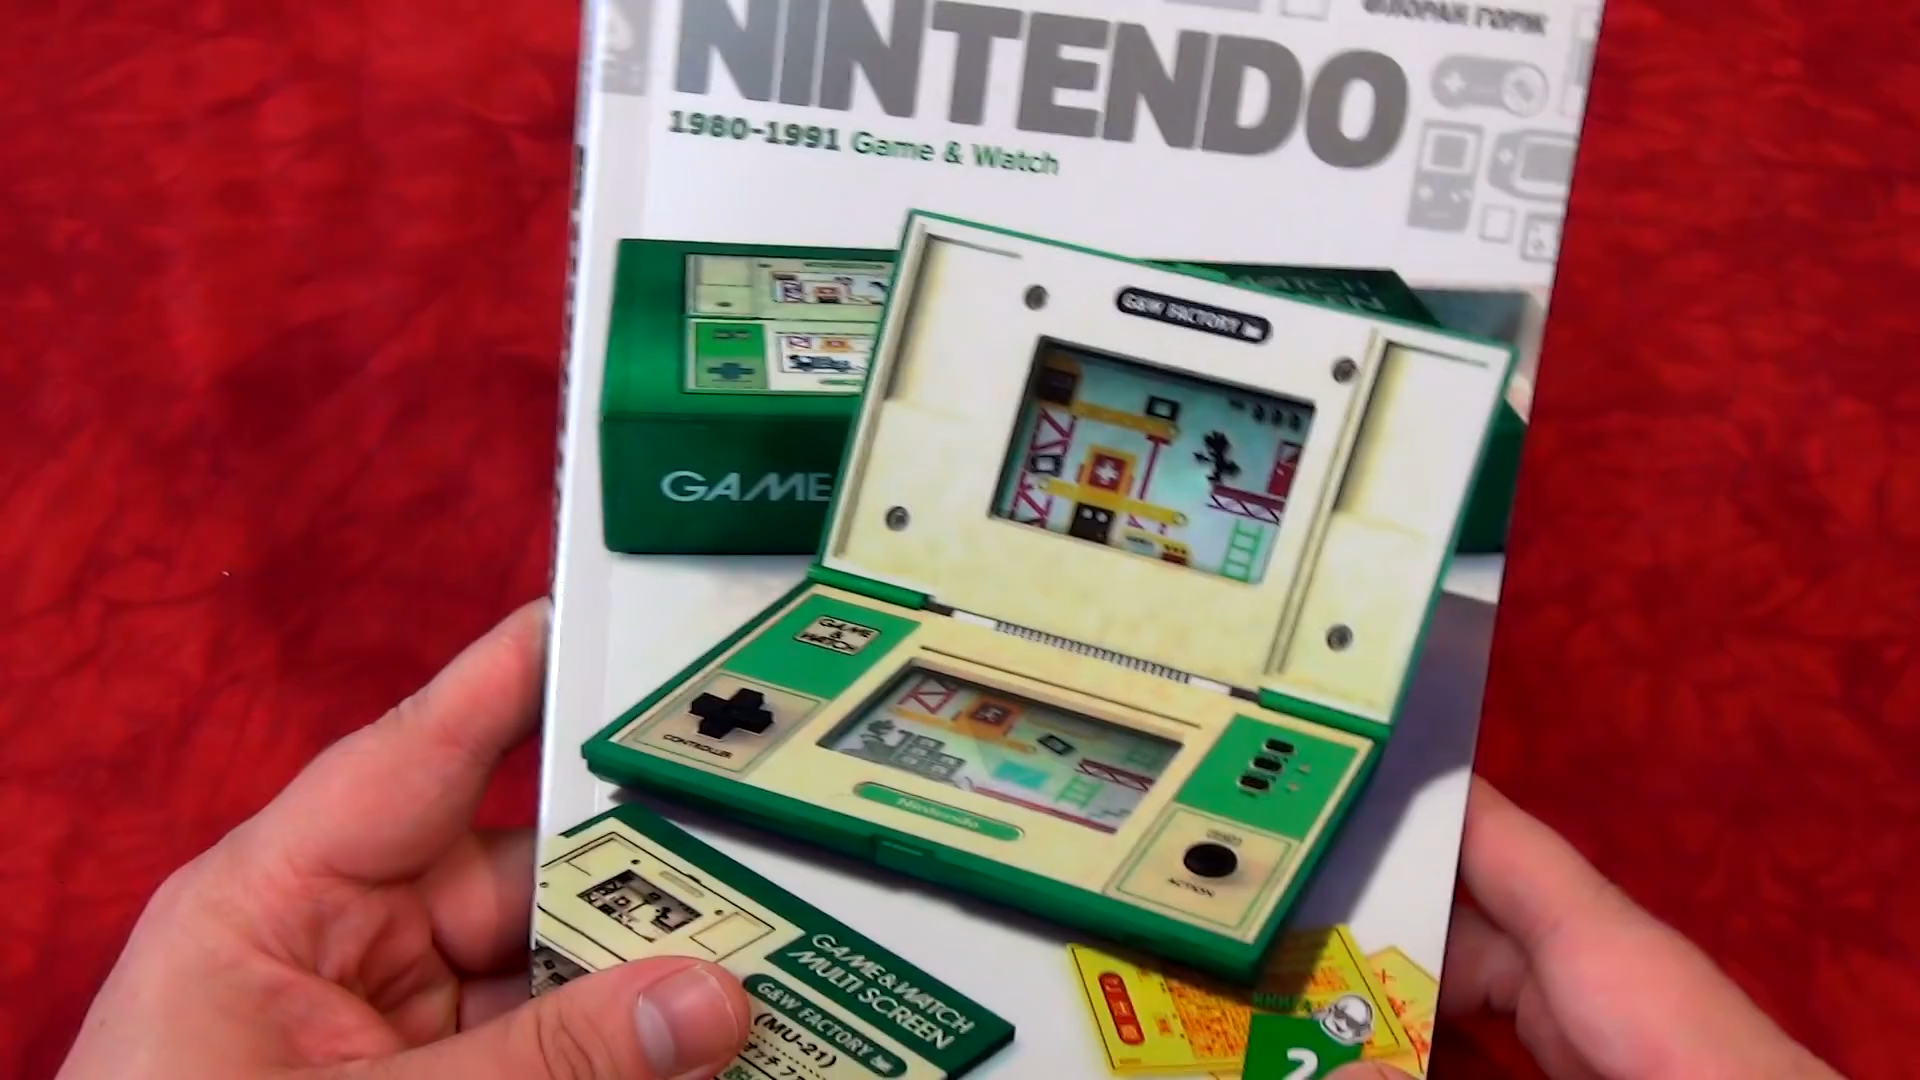 ФЛОРАН ГОРЖ
NINTENDO
1980-1991 Game & Watch
G&W FACTORY
GAME
GAME
&
WATCH
CONTROLLER
Nintendo
ACTION
GAME&WATCH
MULTI SCREEN
G&W FACTORY
(MU-21)
КНИГА
2